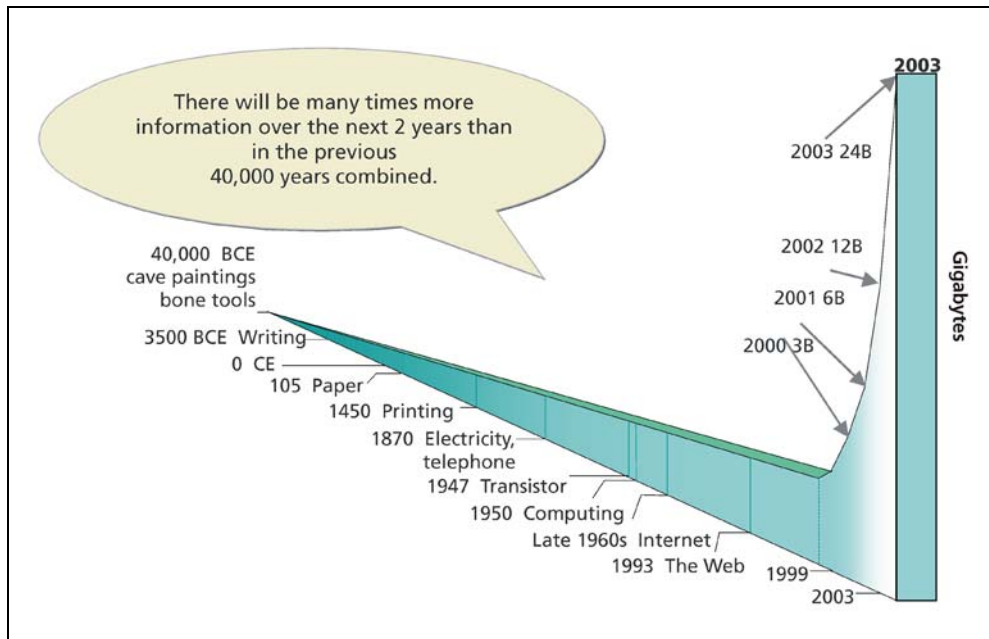 There will be many times more
information over the next 2 years than
in the previous
40,000 years combined.
2003
2003 24B
2002 12B
2001 6B
2000 3B
Gigabytes
40,000 BCE
cave paintings
bone tools
3500 BCE Writing
0 CE
105 Paper
1450 Printing
1870 Electricity,
telephone
1947 Transistor
1950 Computing
Late 1960s Internet
1993 The Web
1999
2003